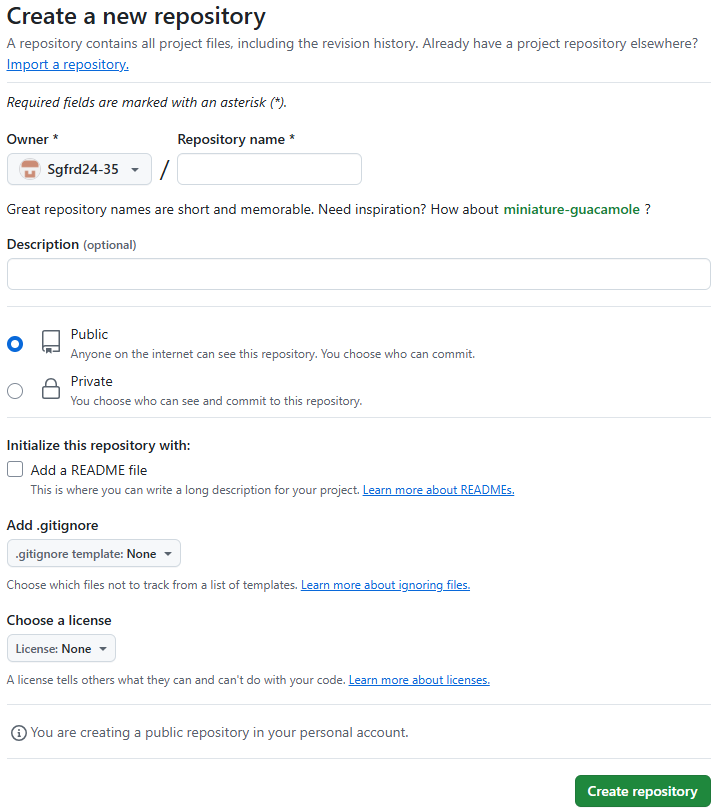 Create a new repository
A repository contains all project files, including the revision history. Already have a project repository elsewhere?
Import a repository.
Required fields are marked with an asterisk (*).
Owner *
Repository name *
Sgfrd24-35
/
Great repository names are short and memorable. Need inspiration? How about miniature-guacamole ?
Description (optional)
Public
Anyone on the internet can see this repository. You choose who can commit.
Private
You choose who can see and commit to this repository.
Initialize this repository with:
Add a README file
This is where you can write a long description for your project. Learn more about READMEs.
Add .gitignore
.gitignore template: None
Choose which files not to track from a list of templates. Learn more about ignoring files.
Choose a license
License: None
A license tells others what they can and can't do with your code. Learn more about licenses.
You are creating a public repository in your personal account.
Create repository